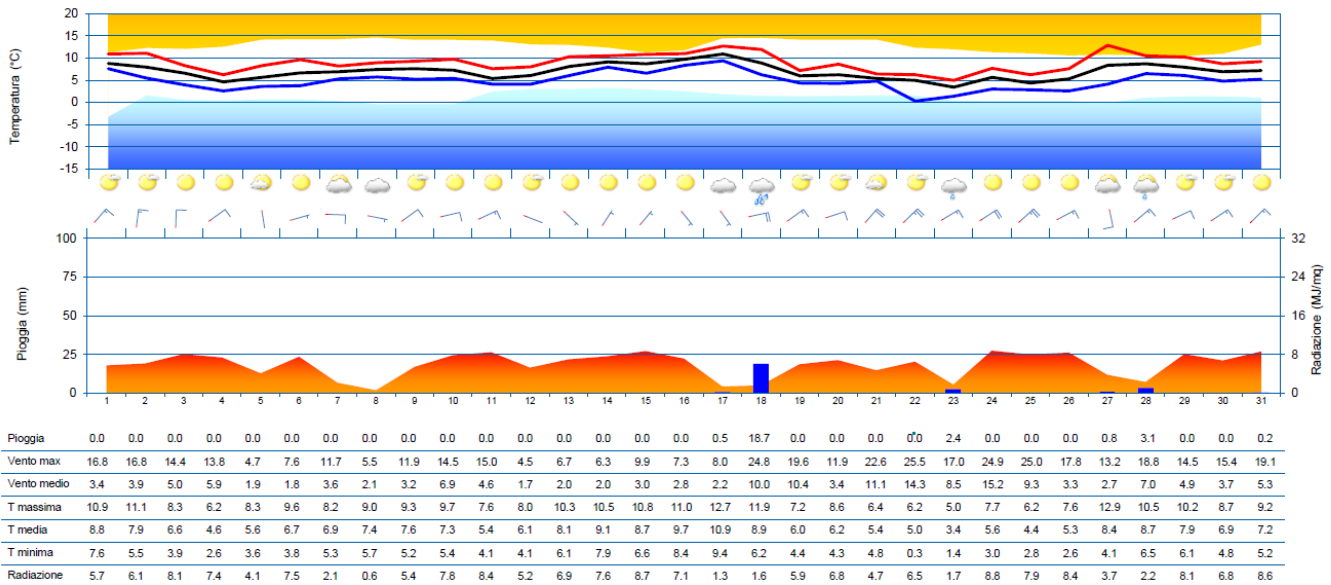 20
15
10
5
0
-5
-10
-15
Temperatura (°C)
100
75
50
25
0
Pioggia (mm)
32
24
16
8
0
Radiazione (MJ/mq)
1 2 3 4 5 6 7 8 9 10 11 12 13 14 15 16 17 18 19 20 21 22 23 24 25 26 27 28 29 30 31
Pioggia 0.0 0.0 0.0 0.0 0.0 0.0 0.0 0.0 0.0 0.0 0.0 0.0 0.0 0.0 0.0 0.0 0.5 18.7 0.0 0.0 0.0 0.0 2.4 0.0 0.0 0.0 0.8 3.1 0.0 0.0 0.2
Vento max 16.8 16.8 14.4 13.8 4.7 7.6 11.7 5.5 11.9 14.5 15.0 4.5 6.7 6.3 9.9 7.3 8.0 24.8 19.6 11.9 22.6 25.5 17.0 24.9 25.0 17.8 13.2 18.8 14.5 15.4 19.1
Vento medio 3.4 3.9 5.0 5.9 1.9 1.8 3.6 2.1 3.2 6.9 4.6 1.7 2.0 2.0 3.0 2.8 2.2 10.0 10.4 3.4 11.1 14.3 8.5 15.2 9.3 3.3 2.7 7.0 4.9 3.7 5.3
T massima 10.9 11.1 8.3 6.2 8.3 9.6 8.2 9.0 9.3 9.7 7.6 8.0 10.3 10.5 10.8 11.0 12.7 11.9 7.2 8.6 6.4 6.2 5.0 7.7 6.2 7.6 12.9 10.5 10.2 8.7 9.2
T media 8.8 7.9 6.6 4.6 5.6 6.7 6.9 7.4 7.6 7.3 5.4 6.1 8.1 9.1 8.7 9.7 10.9 8.9 6.0 6.2 5.4 5.0 3.4 5.6 4.4 5.3 8.4 8.7 7.9 6.9 7.2
T minima 7.6 5.5 3.9 2.6 3.6 3.8 5.3 5.7 5.2 5.4 4.1 4.1 6.1 7.9 6.6 8.4 9.4 6.2 4.4 4.3 4.8 0.3 1.4 3.0 2.8 2.6 4.1 6.5 6.1 4.8 5.2
Radiazione 5.7 6.1 8.1 7.4 4.1 7.5 2.1 0.6 5.4 7.8 8.4 5.2 6.9 7.6 8.7 7.1 1.3 1.6 5.9 6.8 4.7 6.5 1.7 8.8 7.9 8.4 3.7 2.2 8.1 6.8 8.6